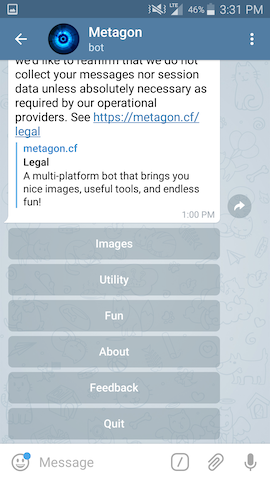 LTE 46% 3:31 PM
Metagon
bot
we'd like to reaffirm that we do not
collect your messages nor session
data unless absolutely necessary as
required by our operational
providers. See https://metagon.cf/
legal
metagon.cf
Legal
A multi-platform bot that brings you
nice images, useful tools, and endless
fun!
1:00 PM
Images
Utility
Fun
About
Feedback
Quit
Message